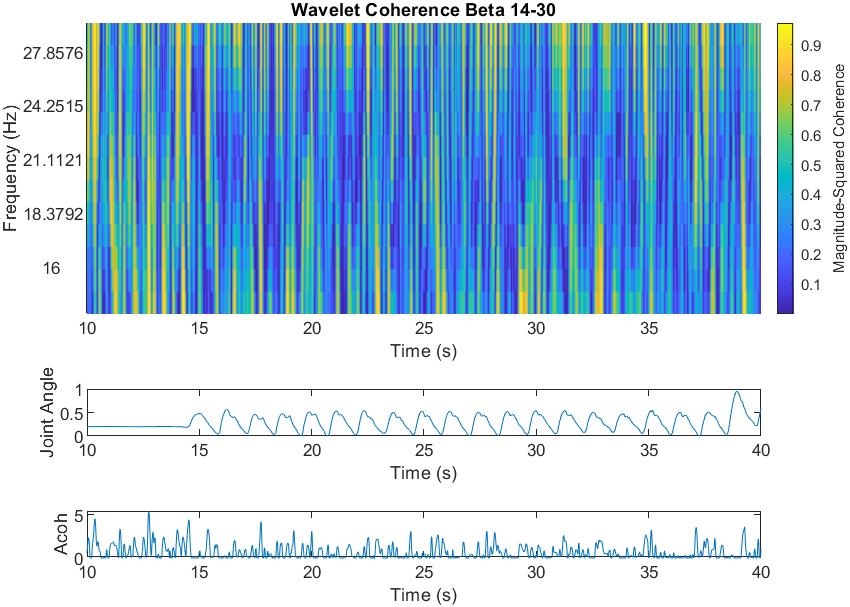 Wavelet Coherence Beta 14-30
27.8576
24.2515
21.1121
18.3792
16
Frequency (Hz)
10 15 20 25 30 35
Time (s)
0.9
0.8
0.7
0.6
0.5
0.4
0.3
0.2
0.1
Magnitude-Squared Coherence
Joint Angle
1
0.5
0
10 15 20 25 30 35 40
Time (s)
Acoh
5
0
10 15 20 25 30 35 40
Time (s)